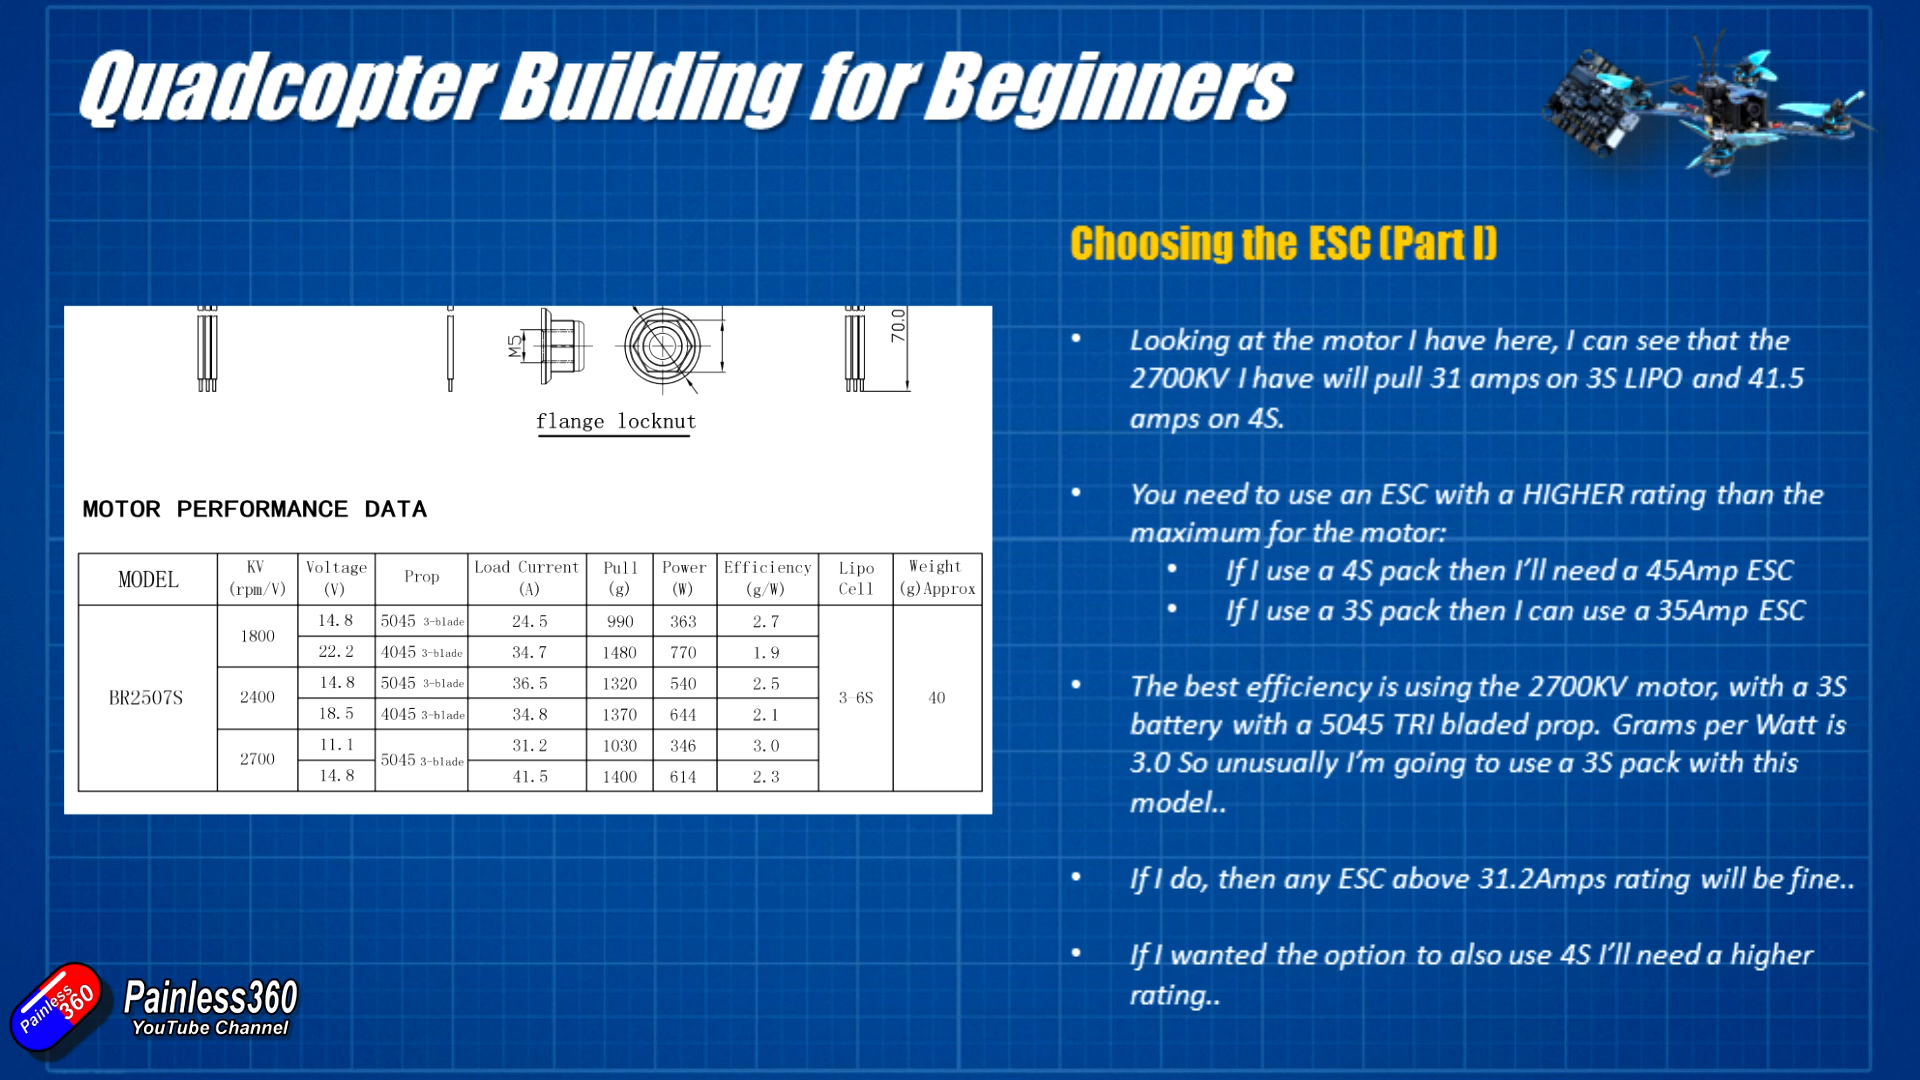 Quadcopter Building for Beginners
Choosing the ESC (Part I)
M5
70.0
flange locknut
MOTOR PERFORMANCE DATA
MODEL KV (rpm/V) Voltage (V) Prop Load Current (A) Pull (g) Power (W) Efficiency (g/W) Lipo Cell Weight (g)Approx
BR2507S 1800 14.8 5045 3-blade 24.5 990 363 2.7 3-6S 40
22.2 4045 3-blade 34.7 1480 770 1.9
2400 14.8 5045 3-blade 36.5 1320 540 2.5
18.5 4045 3-blade 34.8 1370 644 2.1
2700 11.1 5045 3-blade 31.2 1030 346 3.0
14.8 41.5 1400 614 2.3
• Looking at the motor I have here, I can see that the
2700KV I have will pull 31 amps on 3S LIPO and 41.5
amps on 4S.
• You need to use an ESC with a HIGHER rating than the
maximum for the motor:
• If I use a 4S pack then I'll need a 45Amp ESC
• If I use a 3S pack then I can use a 35Amp ESC
• The best efficiency is using the 2700KV motor, with a 3S
battery with a 5045 TRI bladed prop. Grams per Watt is
3.0 So unusually I'm going to use a 3S pack with this
model..
• If I do, then any ESC above 31.2Amps rating will be fine..
• If I wanted the option to also use 4S I'll need a higher
rating..
Painless 360
Painless360
YouTube Channel